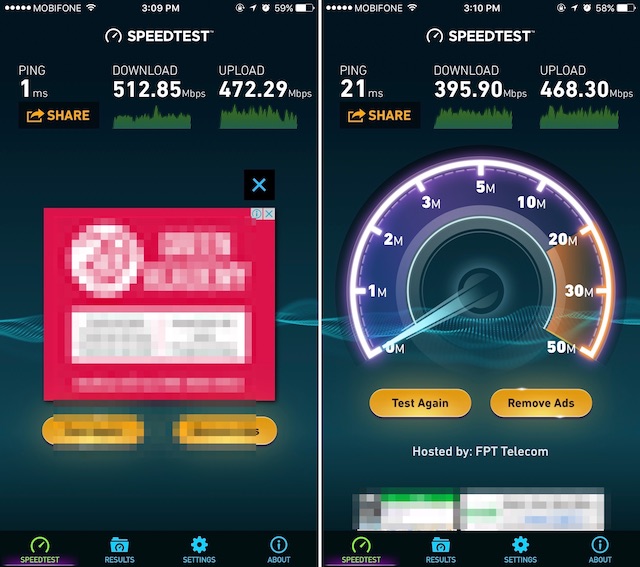 MOBIFONE 3:09 PM 59%
SPEEDTEST™
PING DOWNLOAD UPLOAD
1 ms 512.85 Mbps 472.29 Mbps
SHARE
SPEEDTEST RESULTS SETTINGS ABOUT
MOBIFONE 3:10 PM 58%
SPEEDTEST™
PING DOWNLOAD UPLOAD
21 ms 395.90 Mbps 468.30 Mbps
SHARE
5M
3M 10M
2M 20M
1M 30M
0M 50M
Test Again Remove Ads
Hosted by: FPT Telecom
SPEEDTEST RESULTS SETTINGS ABOUT